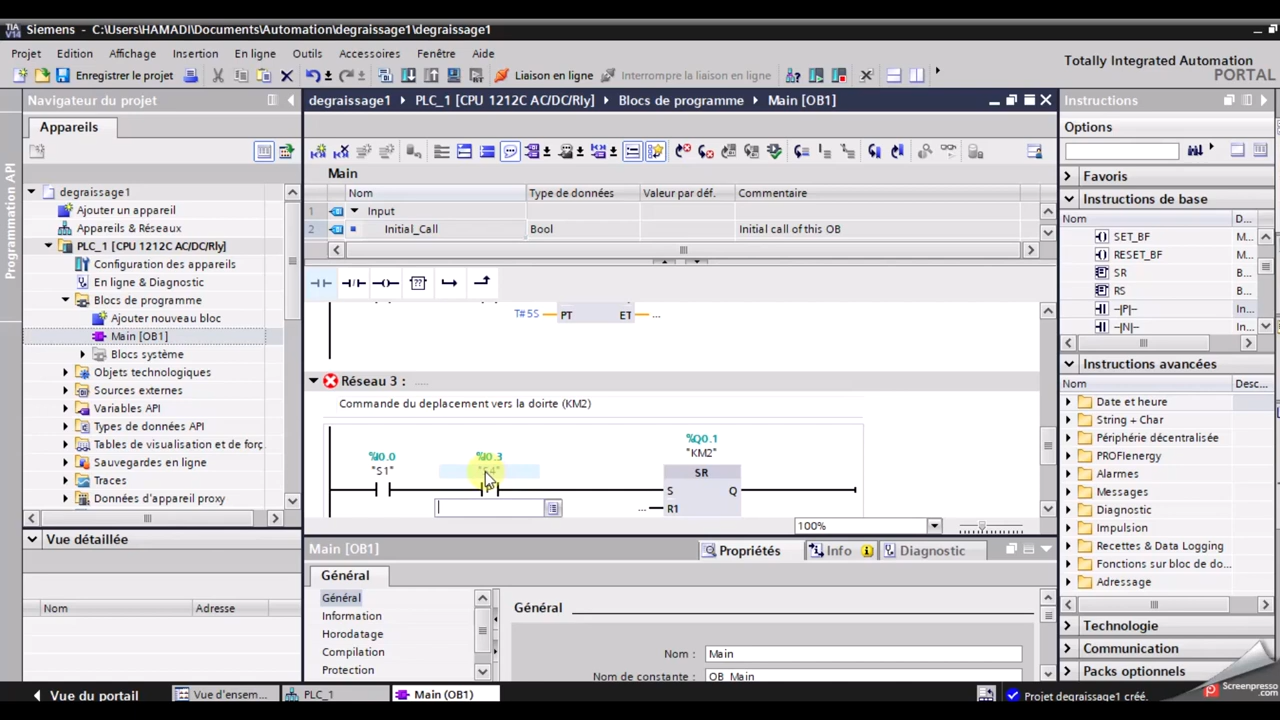 TIA V14 Siemens - C:\Users\HAMADI\Documents\Automation\degraissage1\degraissage1
Projet Edition Affichage Insertion En ligne Outils Accessoires Fenêtre Aide
Totally Integrated Automation
PORTAL
Enregistrer le projet Liaison en ligne Interrompre la liaison en ligne
Navigateur du projet
degraissage1 PLC_1 [CPU 1212C AC/DC/Rly] Blocs de programme Main [OB1]
Instructions
Appareils
Options
Programmation API
degraissage1
Ajouter un appareil
Appareils & Réseaux
PLC_1 [CPU 1212C AC/DC/Rly]
Configuration des appareils
En ligne & Diagnostic
Blocs de programme
Ajouter nouveau bloc
Main [OB1]
Blocs système
Objets technologiques
Sources externes
Variables API
Types de données API
Tables de visualisation et de forç...
Sauvegardes en ligne
Traces
Données d'appareil proxy
Vue détaillée
Nom Adresse
Main
Nom Type de données Valeur par déf. Commentaire
1 Input
2 Initial_Call Bool Initial call of this OB
??
T#5S PT ET ...
Réseau 3 : .....
Commande du deplacement vers la doirte (KM2)
%Q0.1
"KM2"
%I0.0 %I0.3
"S1" "S4" SR
S Q
... R1
100%
Main [OB1] Propriétés Info Diagnostic
Général
Général
Information
Horodatage
Compilation
Protection
Général
Nom : Main
Nom de constante : OB_Main
Favoris
Instructions de base
Nom D...
SET_BF M...
RESET_BF M...
SR B...
RS B...
-|P|- In...
-|N|- In...
Instructions avancées
Nom Desc...
Date et heure
String + Char
Périphérie décentralisée
PROFIenergy
Alarmes
Messages
Diagnostic
Impulsion
Recettes & Data Logging
Fonctions sur bloc de do...
Adressage
Technologie
Communication
Packs optionnels
Vue du portail Vue d'ensem... PLC_1 Main (OB1) Projet degraissage1 créé.
Screenpresso
.com